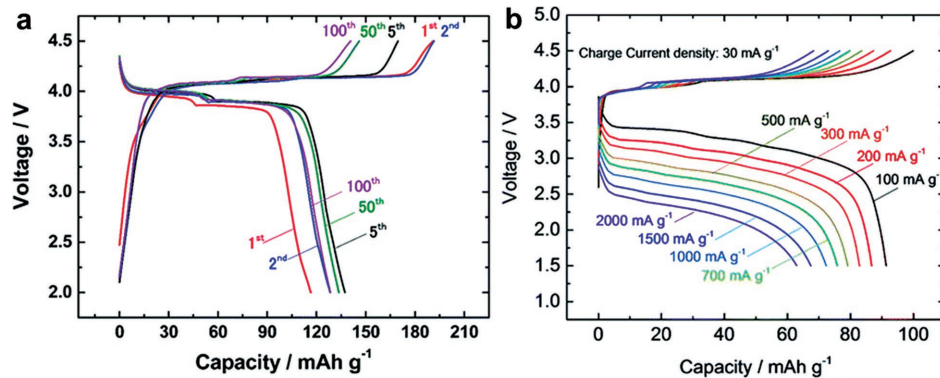 a
100th 50th 5th 1st 2nd
4.5
4.0
3.5
3.0
2.5
2.0
Voltage / V
100th
50th
1st
5th
2nd
0 30 60 90 120 150 180 210
Capacity / mAh g-1
b
5.0
4.5
4.0
3.5
3.0
2.5
2.0
1.5
1.0
Voltage / V
Charge Current density: 30 mA g-1
500 mA g-1
300 mA g-1
200 mA g-1
100 mA g-1
2000 mA g-1
1500 mA g-1
1000 mA g-1
700 mA g-1
0 20 40 60 80 100
Capacity / mAh g-1